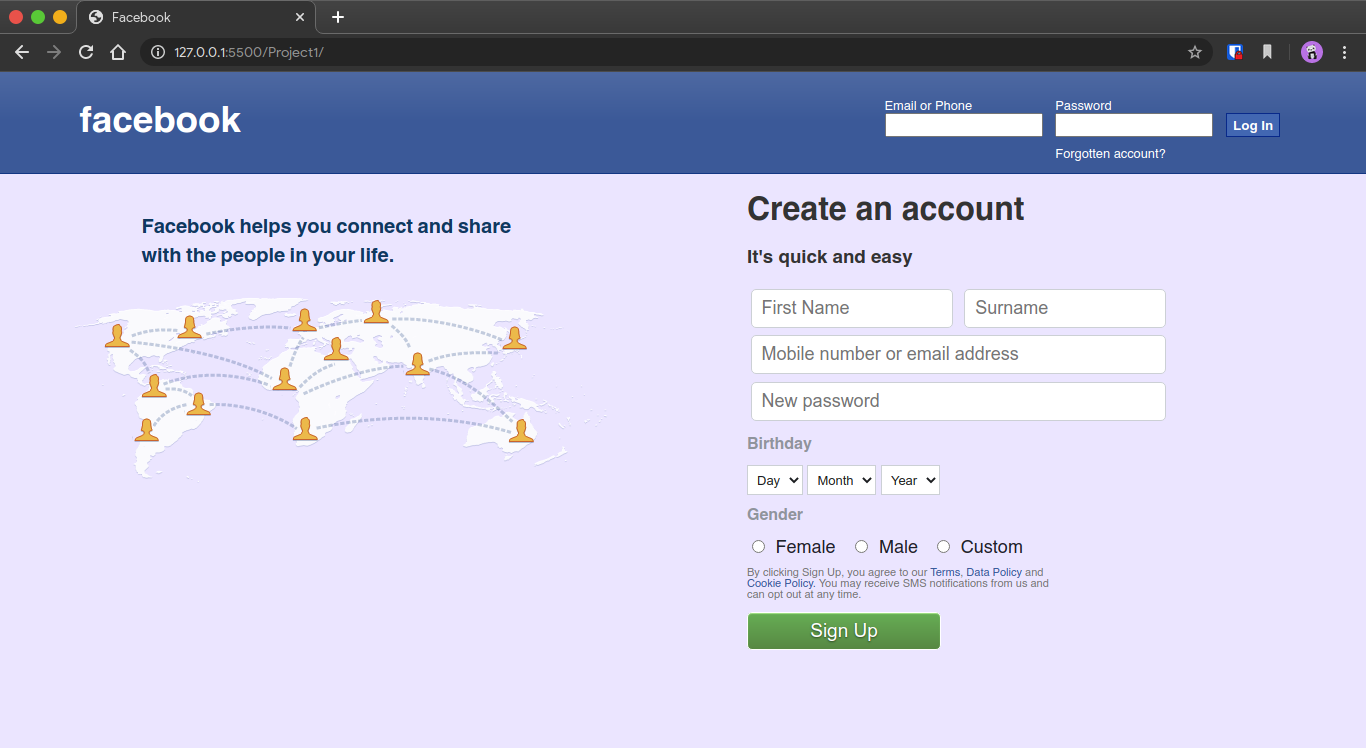 Facebook
127.0.0.1:5500/Project1/
facebook
Email or Phone
Password
Log In
Forgotten account?
Facebook helps you connect and share
with the people in your life.
Create an account
It's quick and easy
First Name
Surname
Mobile number or email address
New password
Birthday
Day
Month
Year
Gender
Female
Male
Custom
By clicking Sign Up, you agree to our Terms, Data Policy and
Cookie Policy. You may receive SMS notifications from us and
can opt out at any time.
Sign Up